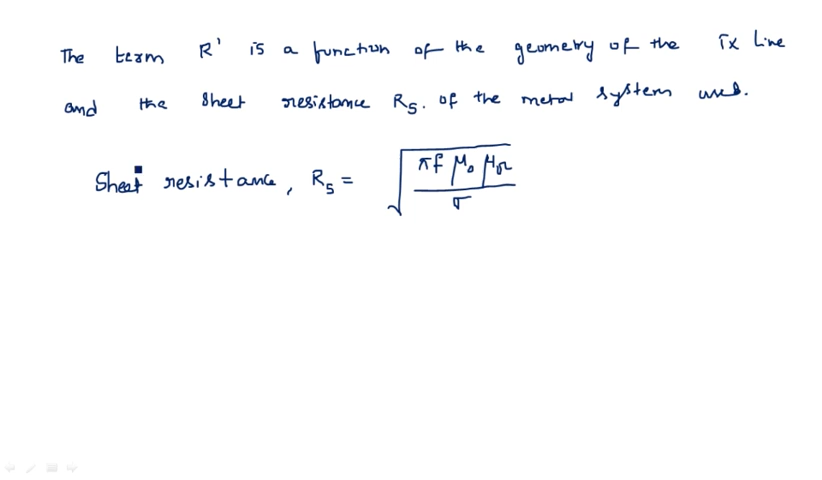 The term R' is a function of the geometry of the Tx Line
and the sheet resistance Rs. of the metal system used.
Sheet resistance, Rs = √(πf μ₀ μr / σ)